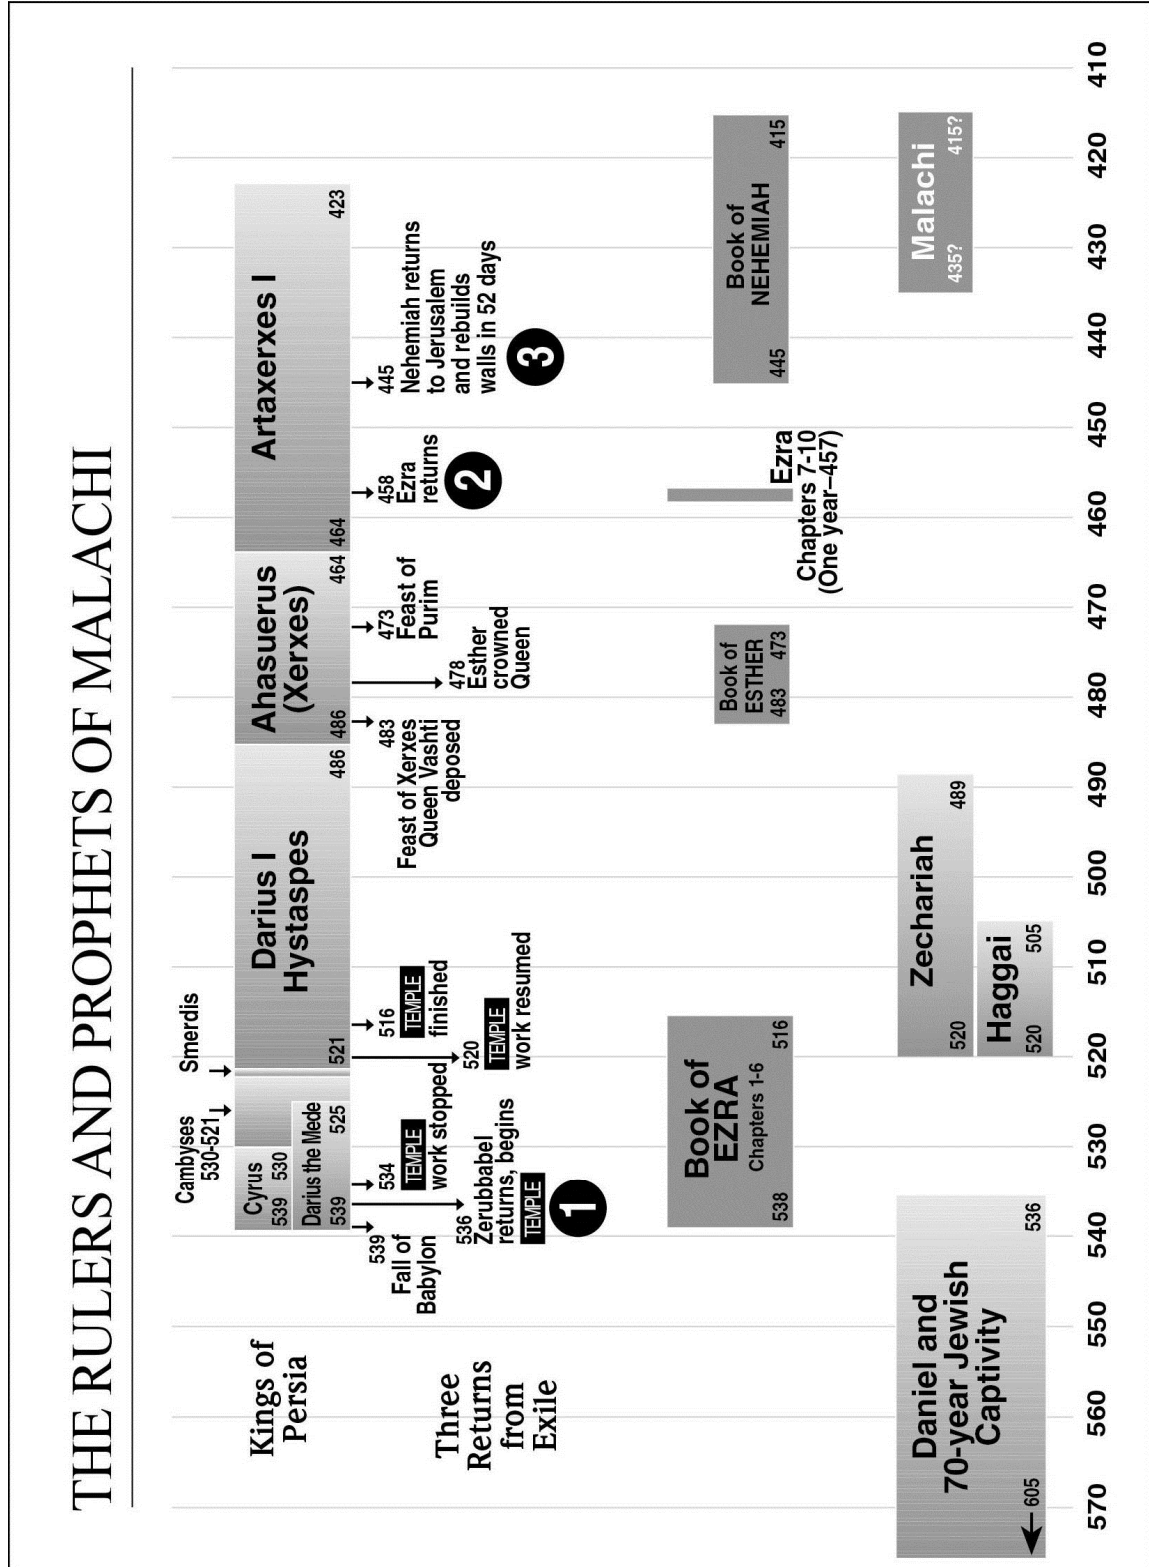 THE RULERS AND PROPHETS OF MALACHI
Kings of
Persia
Cambyses
530-521
Smerdis
Cyrus
539 530
Darius the Mede
539 525
Darius I
Hystaspes
521 486
Ahasuerus
(Xerxes)
486 464
Artaxerxes I
464 423
Three
Returns
from
Exile
539
Fall of
Babylon
536
Zerubbabel
returns, begins
TEMPLE
1
534
TEMPLE
work stopped
520
TEMPLE
work resumed
516
TEMPLE
finished
483
Feast of Xerxes
Queen Vashti
deposed
478
Esther
crowned
Queen
473
Feast of
Purim
458
Ezra
returns
2
445
Nehemiah returns
to Jerusalem
and rebuilds
walls in 52 days
3
Book of
EZRA
Chapters 1-6
538 516
Book of
ESTHER
483 473
Ezra
Chapters 7-10
(One year–457)
Book of
NEHEMIAH
445 415
Daniel and
70-year Jewish
Captivity
605 536
Zechariah
520 489
Haggai
520 505
Malachi
435? 415?
570 560 550 540 530 520 510 500 490 480 470 460 450 440 430 420 410